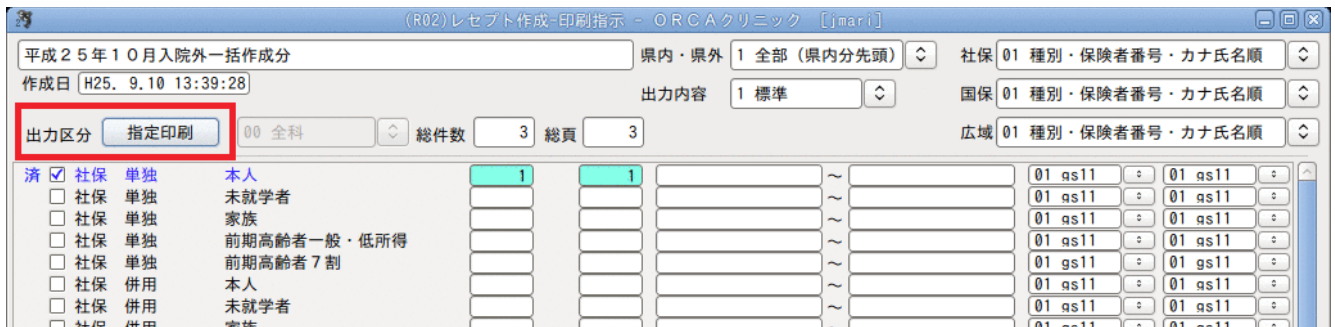 (R02)レセプト作成-印刷指示 - ORCAクリニック [jmari]
平成25年10月入院外一括作成分 県内・県外 1 全部(県内分先頭) 社保 01 種別・保険者番号・カナ氏名順
作成日 H25. 9.10 13:39:28 出力内容 1 標準 国保 01 種別・保険者番号・カナ氏名順
出力区分 指定印刷 00 全科 総件数 3 総頁 3 広域 01 種別・保険者番号・カナ氏名順
済 社保 単独 本人 1 1 ~ 01 gs11 01 gs11
社保 単独 未就学者 ~ 01 gs11 01 gs11
社保 単独 家族 ~ 01 gs11 01 gs11
社保 単独 前期高齢者一般・低所得 ~ 01 gs11 01 gs11
社保 単独 前期高齢者7割 ~ 01 gs11 01 gs11
社保 併用 本人 ~ 01 gs11 01 gs11
社保 併用 未就学者 ~ 01 gs11 01 gs11